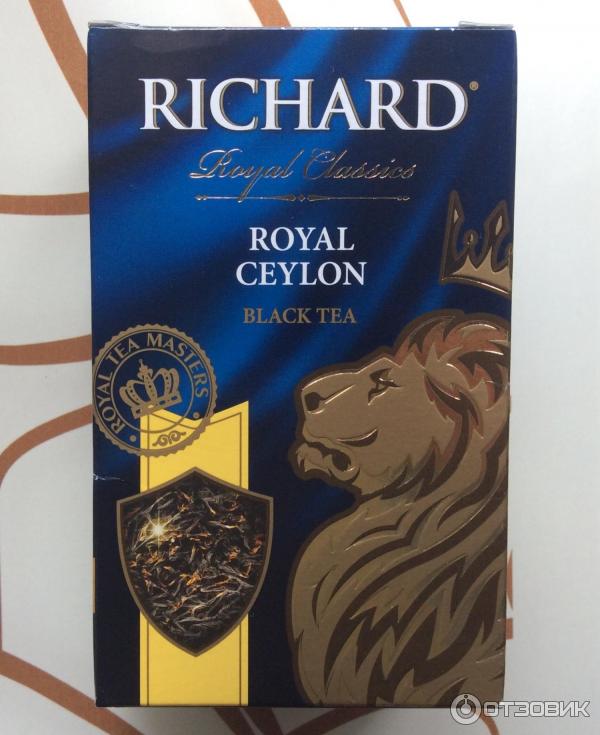 RICHARD®
Royal Classics
ROYAL
CEYLON
BLACK TEA
ROYAL TEA MASTERS
ОТЗОВИК